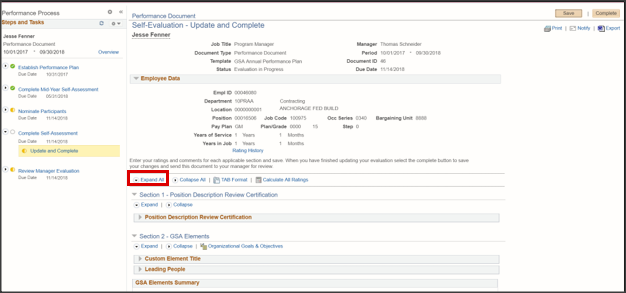 Performance Process
Steps and Tasks
Jesse Fenner
Performance Document
10/01/2017 - 09/30/2018
Overview
Establish Performance Plan
Due Date 10/31/2017
Complete Mid-Year Self-Assessment
Due Date 05/31/2018
Nominate Participants
Due Date 11/14/2018
Complete Self-Assessment
Due Date 11/14/2018
Update and Complete
Review Manager Evaluation
Due Date 11/14/2018
Performance Document
Save | Complete
Self-Evaluation - Update and Complete
Print | Notify | Export
Jesse Fenner
Job Title Program Manager Manager Thomas Schneider
Document Type Performance Document Period 10/01/2017 - 09/30/2018
Template GSA Annual Performance Plan Document ID 46
Status Evaluation in Progress Due Date 11/14/2018
Employee Data
Empl ID 00046080
Department 10PRAA Contracting
Location 0000000001 ANCHORAGE FED BUILD
Position 00016506 Job Code 100975 Occ Series 0340 Bargaining Unit 8888
Pay Plan GM Plan/Grade 0000 15 Step 0
Years of Service 1 Years 1 Months
Years in Job 1 Years 1 Months
Rating History
Enter your ratings and comments for each applicable section and save. When you have finished updating your evaluation select the complete button to save
your changes and send this document to your manager for review.
Expand All | Collapse All | TAB Format | Calculate All Ratings
Section 1 - Position Description Review Certification
Expand | Collapse
Position Description Review Certification
Section 2 - GSA Elements
Expand | Collapse | Organizational Goals & Objectives
Custom Element Title
Leading People
GSA Elements Summary